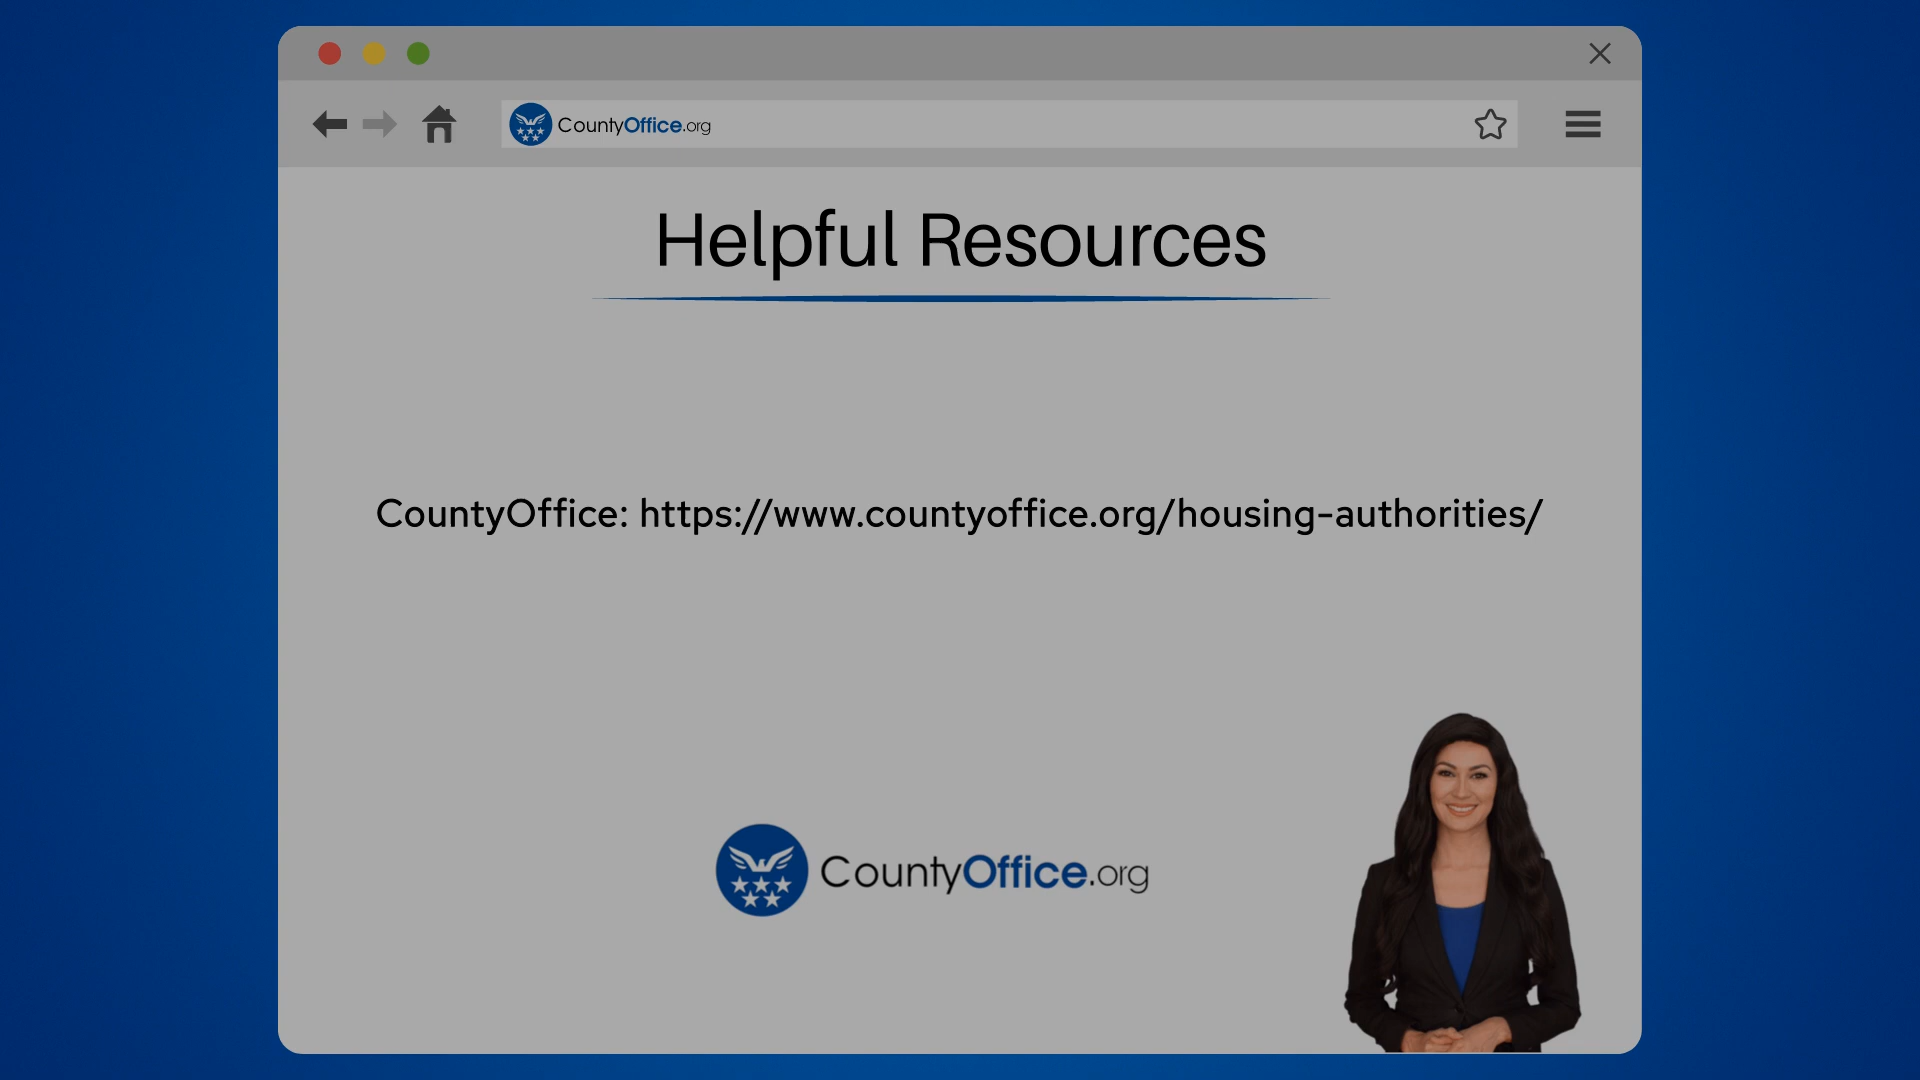 CountyOffice.org
Helpful Resources
CountyOffice: https://www.countyoffice.org/housing-authorities/
CountyOffice.org